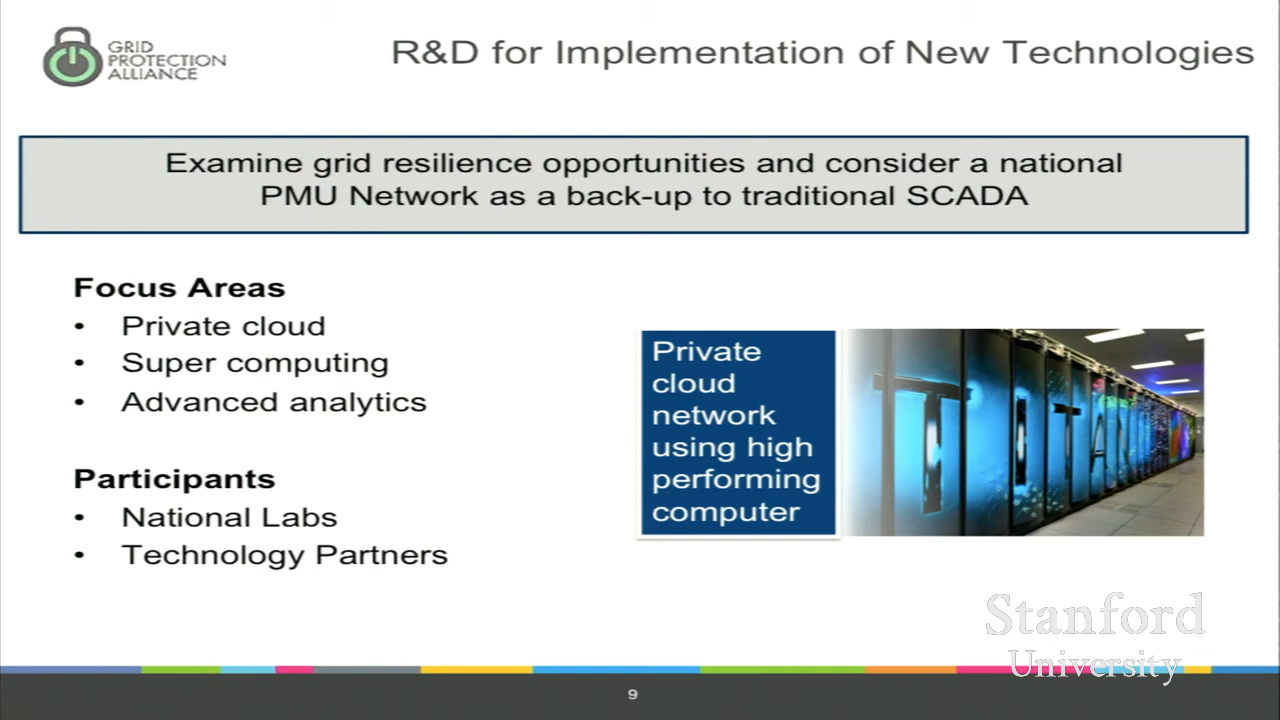 GRID
PROTECTION
ALLIANCE
R&D for Implementation of New Technologies
Examine grid resilience opportunities and consider a national
PMU Network as a back-up to traditional SCADA
Focus Areas
• Private cloud
• Super computing
• Advanced analytics
Participants
• National Labs
• Technology Partners
Private
cloud
network
using high
performing
computer
TITAN
Stanford
University
9